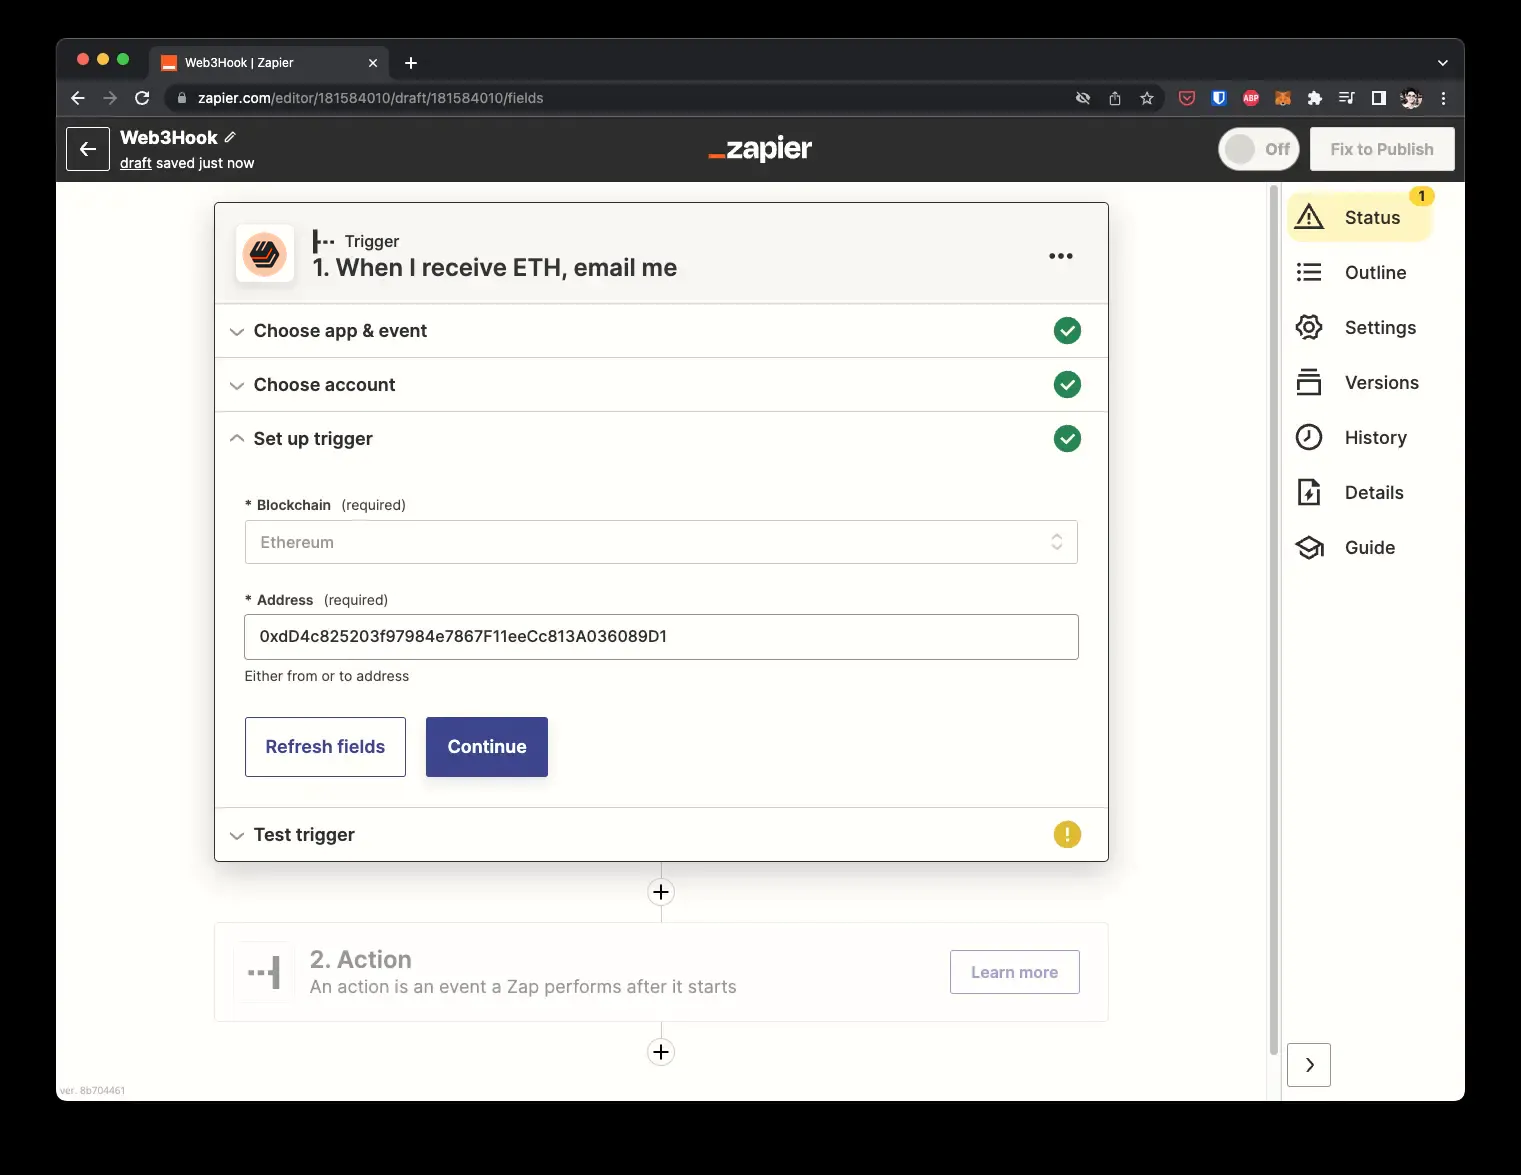 Web3Hook | Zapier
zapier.com/editor/181584010/draft/181584010/fields
ABP
Web3Hook
draft saved just now
_zapier
Off
Fix to Publish
Trigger
1. When I receive ETH, email me
Choose app & event
Choose account
Set up trigger
* Blockchain (required)
Ethereum
* Address (required)
0xdD4c825203f97984e7867F11eeCc813A036089D1
Either from or to address
Refresh fields
Continue
Test trigger
2. Action
An action is an event a Zap performs after it starts
Learn more
1
Status
Outline
Settings
Versions
History
Details
Guide
ver. 8b704461